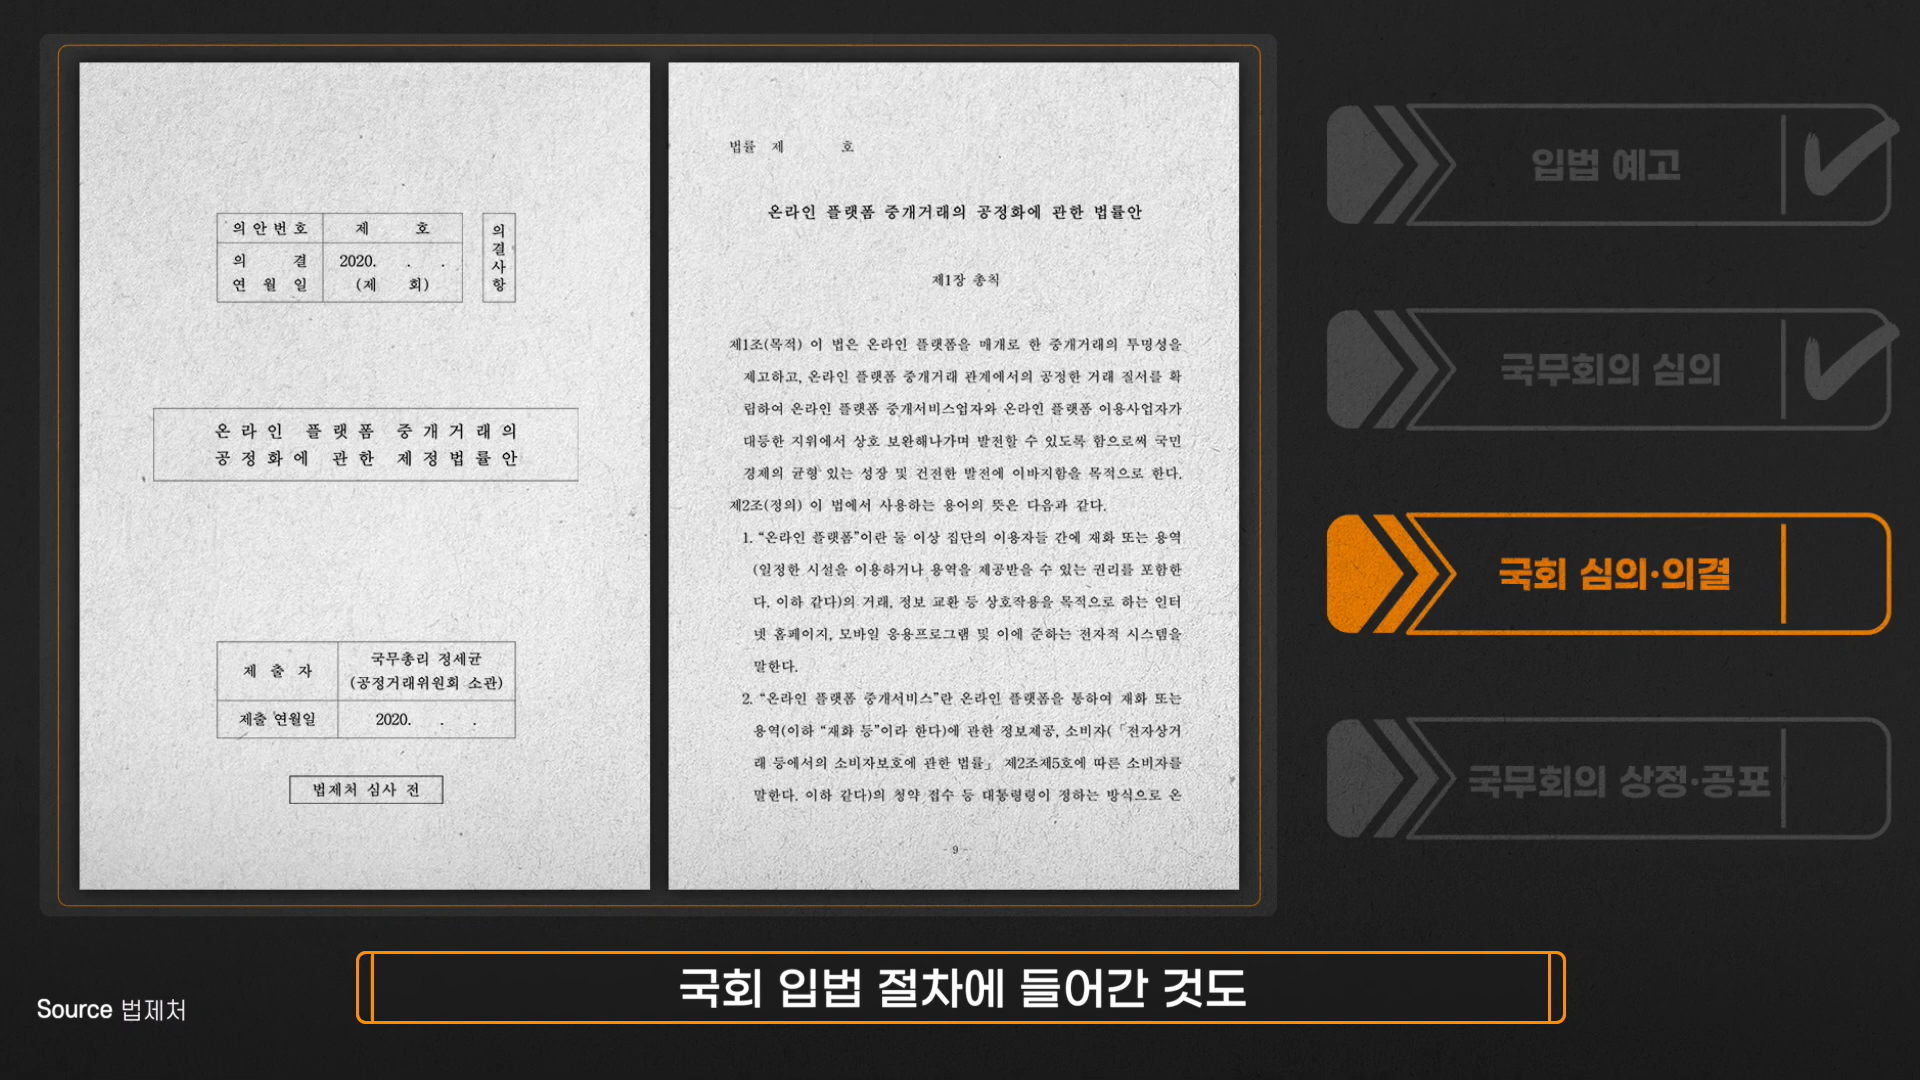 의안번호 제 호
의 결
연 월 일
2020. . .
(제 회)
의결사항
온라인 플랫폼 중개거래의
공정화에 관한 제정법률안
제 출 자
국무총리 정세균
(공정거래위원회 소관)
제출 연월일 2020. . .
법제처 심사 전
법률 제 호
온라인 플랫폼 중개거래의 공정화에 관한 법률안
제1장 총칙
제1조(목적) 이 법은 온라인 플랫폼을 매개로 한 중개거래의 투명성을
제고하고, 온라인 플랫폼 중개거래 관계에서의 공정한 거래 질서를 확
립하여 온라인 플랫폼 중개서비스업자와 온라인 플랫폼 이용사업자가
대등한 지위에서 상호 보완해나가며 발전할 수 있도록 함으로써 국민
경제의 균형 있는 성장 및 건전한 발전에 이바지함을 목적으로 한다.
제2조(정의) 이 법에서 사용하는 용어의 뜻은 다음과 같다.
1. “온라인 플랫폼”이란 둘 이상 집단의 이용자들 간에 재화 또는 용역
(일정한 시설을 이용하거나 용역을 제공받을 수 있는 권리를 포함한
다. 이하 같다)의 거래, 정보 교환 등 상호작용을 목적으로 하는 인터
넷 홈페이지, 모바일 응용프로그램 및 이에 준하는 전자적 시스템을
말한다.
2. “온라인 플랫폼 중개서비스”란 온라인 플랫폼을 통하여 재화 또는
용역(이하 “재화 등”이라 한다)에 관한 정보제공, 소비자(「전자상거
래 등에서의 소비자보호에 관한 법률」 제2조제5호에 따른 소비자를
말한다. 이하 같다)의 청약 접수 등 대통령령이 정하는 방식으로 온
- 9 -
입법 예고
국무회의 심의
국회 심의·의결
국무회의 상정·공포
국회 입법 절차에 들어간 것도
Source 법제처